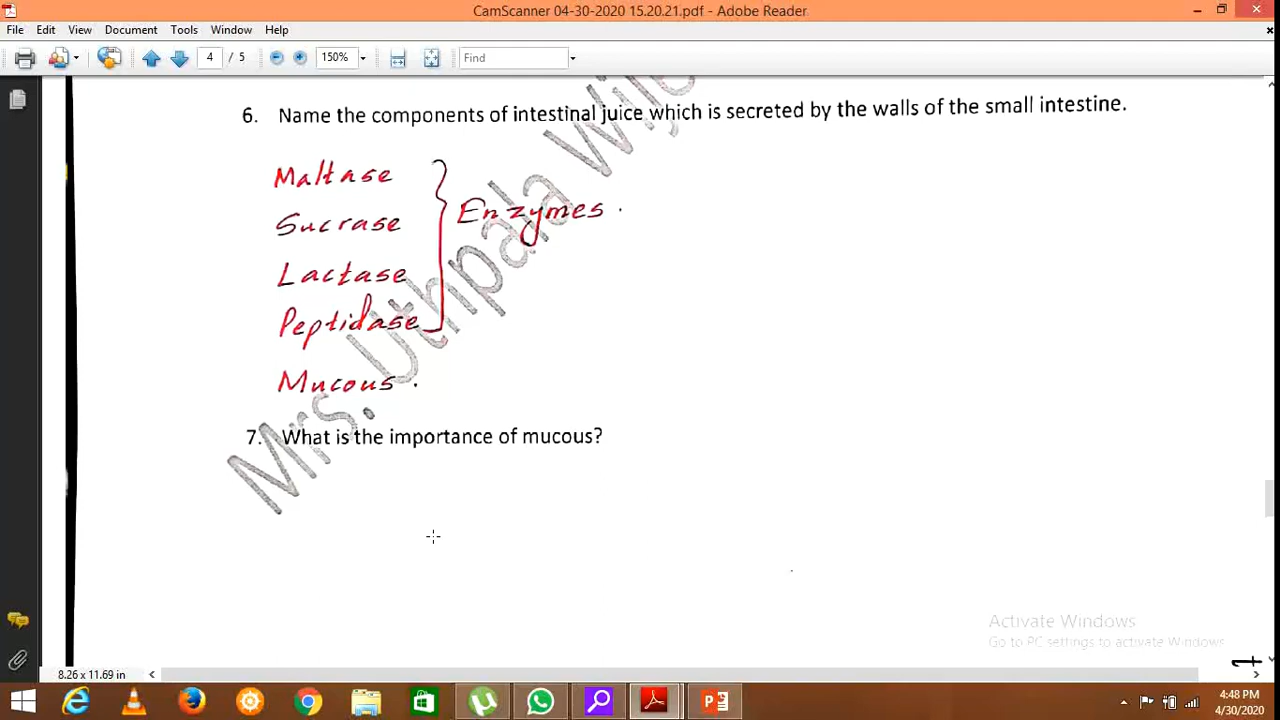 CamScanner 04-30-2020 15.20.21.pdf - Adobe Reader
File Edit View Document Tools Window Help
4 / 5 150% Find
6. Name the components of intestinal juice which is secreted by the walls of the small intestine.
Maltase
Sucrase
Enzymes.
Lactase
Peptidase
Mucous.
7. What is the importance of mucous?
Mrs. Uthpala
Activate Windows
Go to PC settings to activate Windows
8.26 x 11.69 in
4:48 PM
4/30/2020